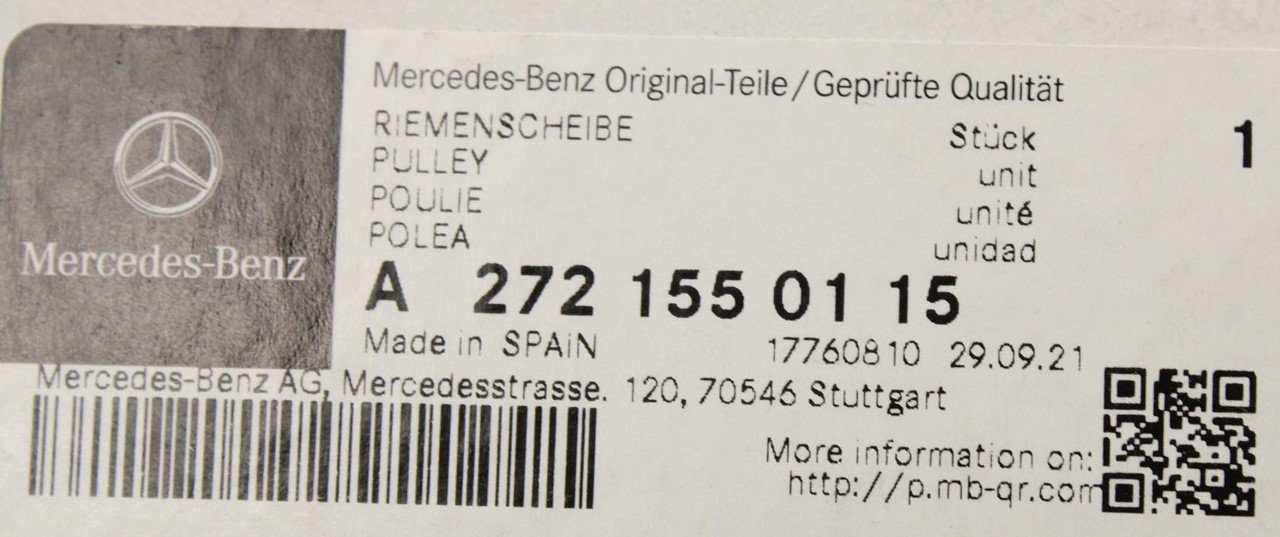 Mercedes-Benz
Mercedes-Benz Original-Teile/Geprüfte Qualität
RIEMENSCHEIBE Stück 1
PULLEY unit
POULIE unité
POLEA unidad
A 272 155 01 15
Made in SPAiN 17760810 29.09.21
Mercedes-Benz AG, Mercedesstrasse. 120, 70546 Stuttgart
More information on:
http://p.mb-qr.com